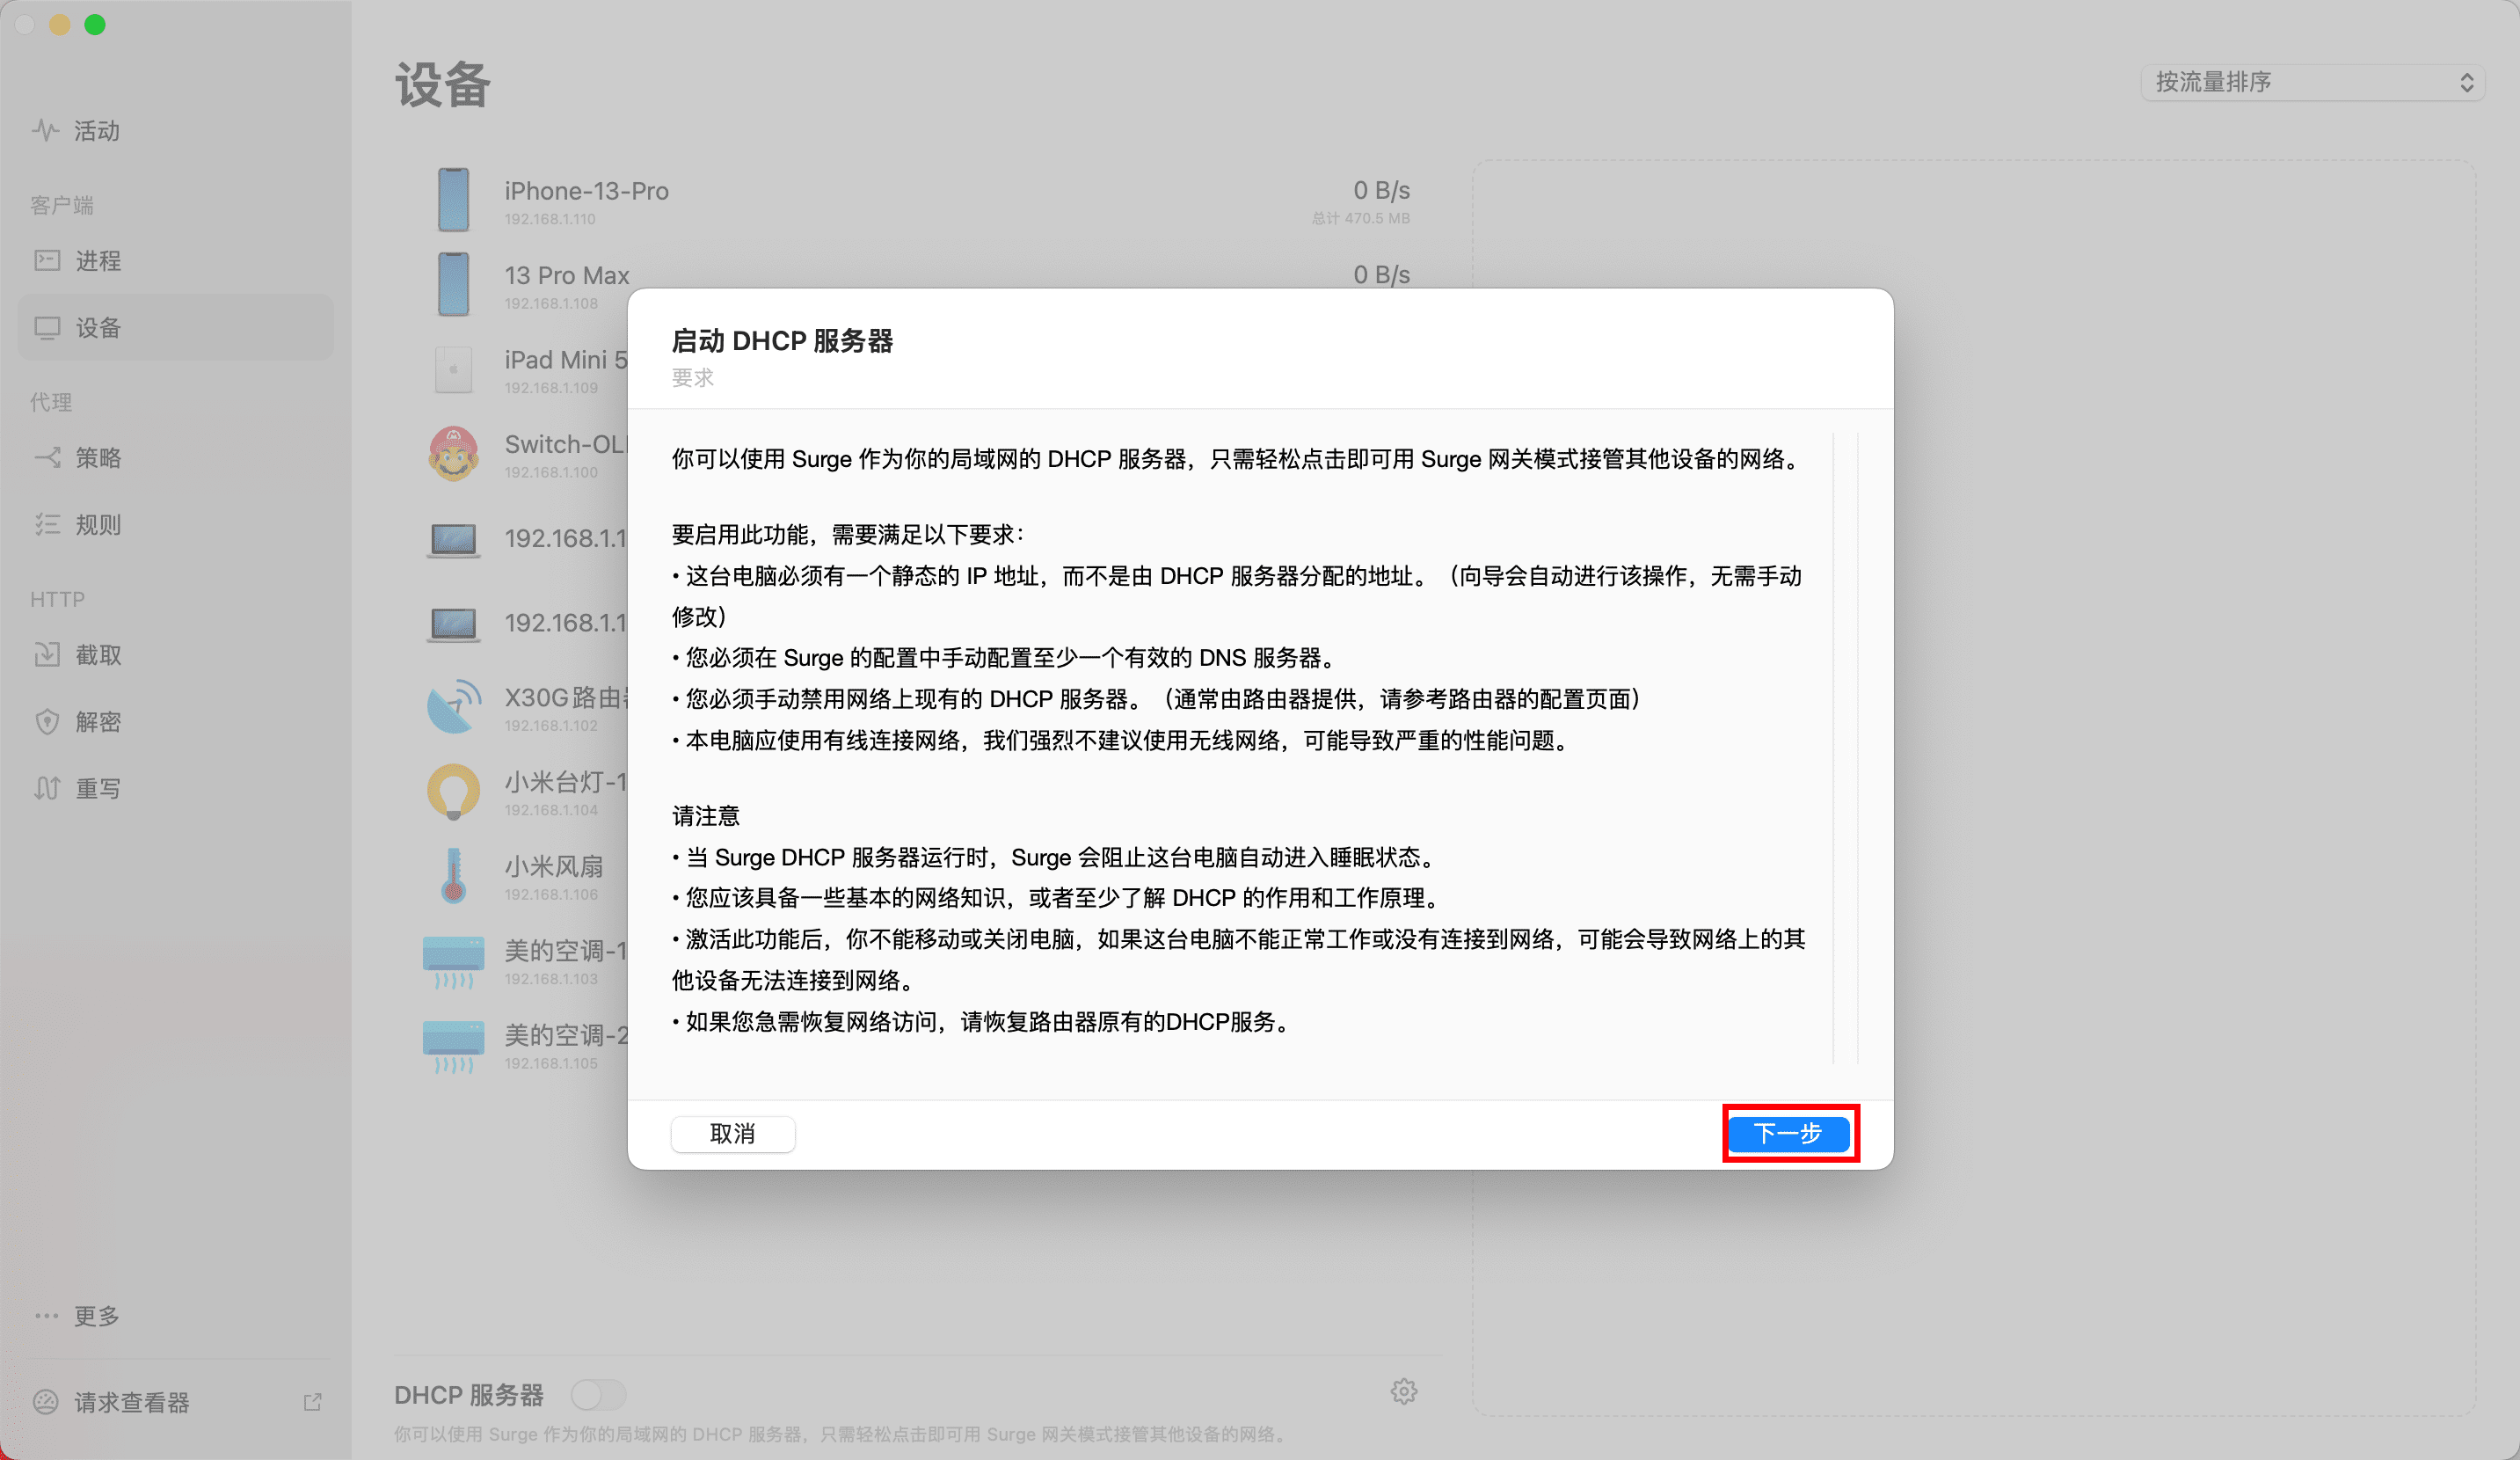 设备
按流量排序
活动
客户端
进程
设备
代理
策略
规则
HTTP
截取
解密
重写
更多
请求查看器
iPhone-13-Pro
192.168.1.110
0 B/s
总计 470.5 MB
13 Pro Max
192.168.1.108
0 B/s
iPad Mini 5
192.168.1.109
Switch-OL
192.168.1.100
192.168.1.1
192.168.1.1
X30G路由
192.168.1.102
小米台灯-1
192.168.1.104
小米风扇
192.168.1.106
美的空调-1
192.168.1.103
美的空调-2
192.168.1.105
启动 DHCP 服务器
要求
你可以使用 Surge 作为你的局域网的 DHCP 服务器，只需轻松点击即可用 Surge 网关模式接管其他设备的网络。
要启用此功能，需要满足以下要求：
• 这台电脑必须有一个静态的 IP 地址，而不是由 DHCP 服务器分配的地址。（向导会自动进行该操作，无需手动
修改）
• 您必须在 Surge 的配置中手动配置至少一个有效的 DNS 服务器。
• 您必须手动禁用网络上现有的 DHCP 服务器。（通常由路由器提供，请参考路由器的配置页面）
• 本电脑应使用有线连接网络，我们强烈不建议使用无线网络，可能导致严重的性能问题。
请注意
• 当 Surge DHCP 服务器运行时，Surge 会阻止这台电脑自动进入睡眠状态。
• 您应该具备一些基本的网络知识，或者至少了解 DHCP 的作用和工作原理。
• 激活此功能后，你不能移动或关闭电脑，如果这台电脑不能正常工作或没有连接到网络，可能会导致网络上的其
他设备无法连接到网络。
• 如果您急需恢复网络访问，请恢复路由器原有的DHCP服务。
取消
下一步
DHCP 服务器
你可以使用 Surge 作为你的局域网的 DHCP 服务器，只需轻松点击即可用 Surge 网关模式接管其他设备的网络。